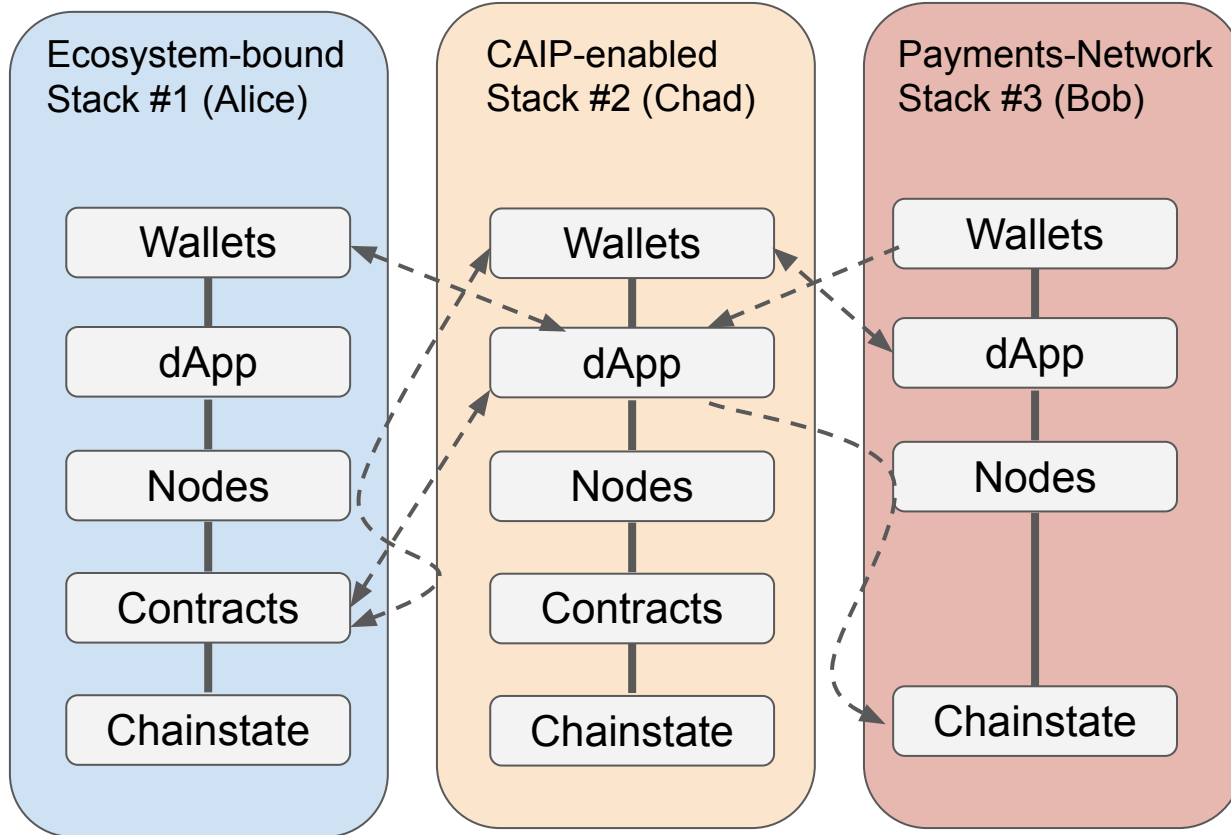 Ecosystem-bound
Stack #1 (Alice)
Wallets
dApp
Nodes
Contracts
Chainstate
CAIP-enabled
Stack #2 (Chad)
Wallets
dApp
Nodes
Contracts
Chainstate
Payments-Network
Stack #3 (Bob)
Wallets
dApp
Nodes
Chainstate